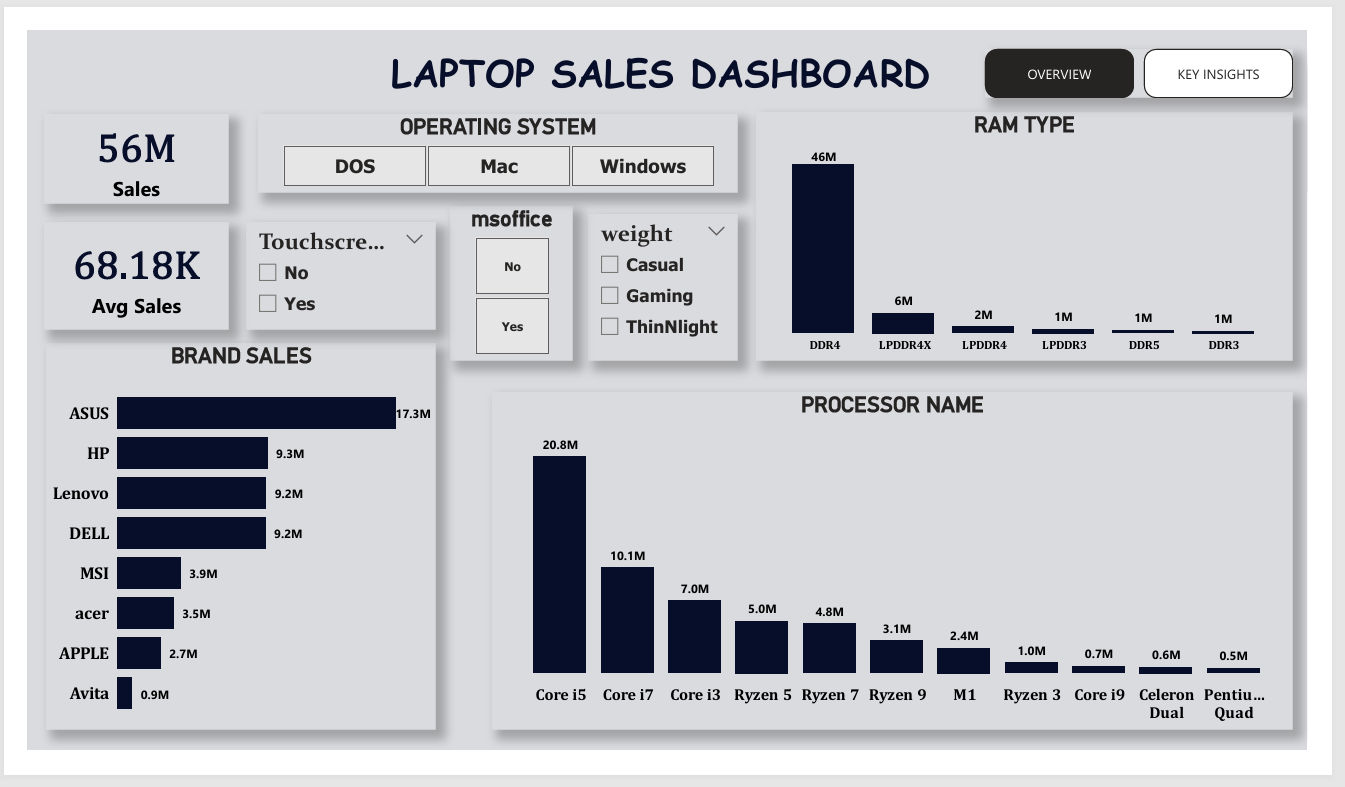 LAPTOP SALES DASHBOARD
OVERVIEW
KEY INSIGHTS
56M
Sales
OPERATING SYSTEM
DOS
Mac
Windows
RAM TYPE
46M
6M
2M
1M
1M
1M
DDR4
LPDDR4X
LPDDR4
LPDDR3
DDR5
DDR3
68.18K
Avg Sales
Touchscre...
No
Yes
msoffice
No
Yes
weight
Casual
Gaming
ThinNlight
BRAND SALES
ASUS 17.3M
HP 9.3M
Lenovo 9.2M
DELL 9.2M
MSI 3.9M
acer 3.5M
APPLE 2.7M
Avita 0.9M
PROCESSOR NAME
20.8M
10.1M
7.0M
5.0M
4.8M
3.1M
2.4M
1.0M
0.7M
0.6M
0.5M
Core i5
Core i7
Core i3
Ryzen 5
Ryzen 7
Ryzen 9
M1
Ryzen 3
Core i9
Celeron
Dual
Pentiu...
Quad